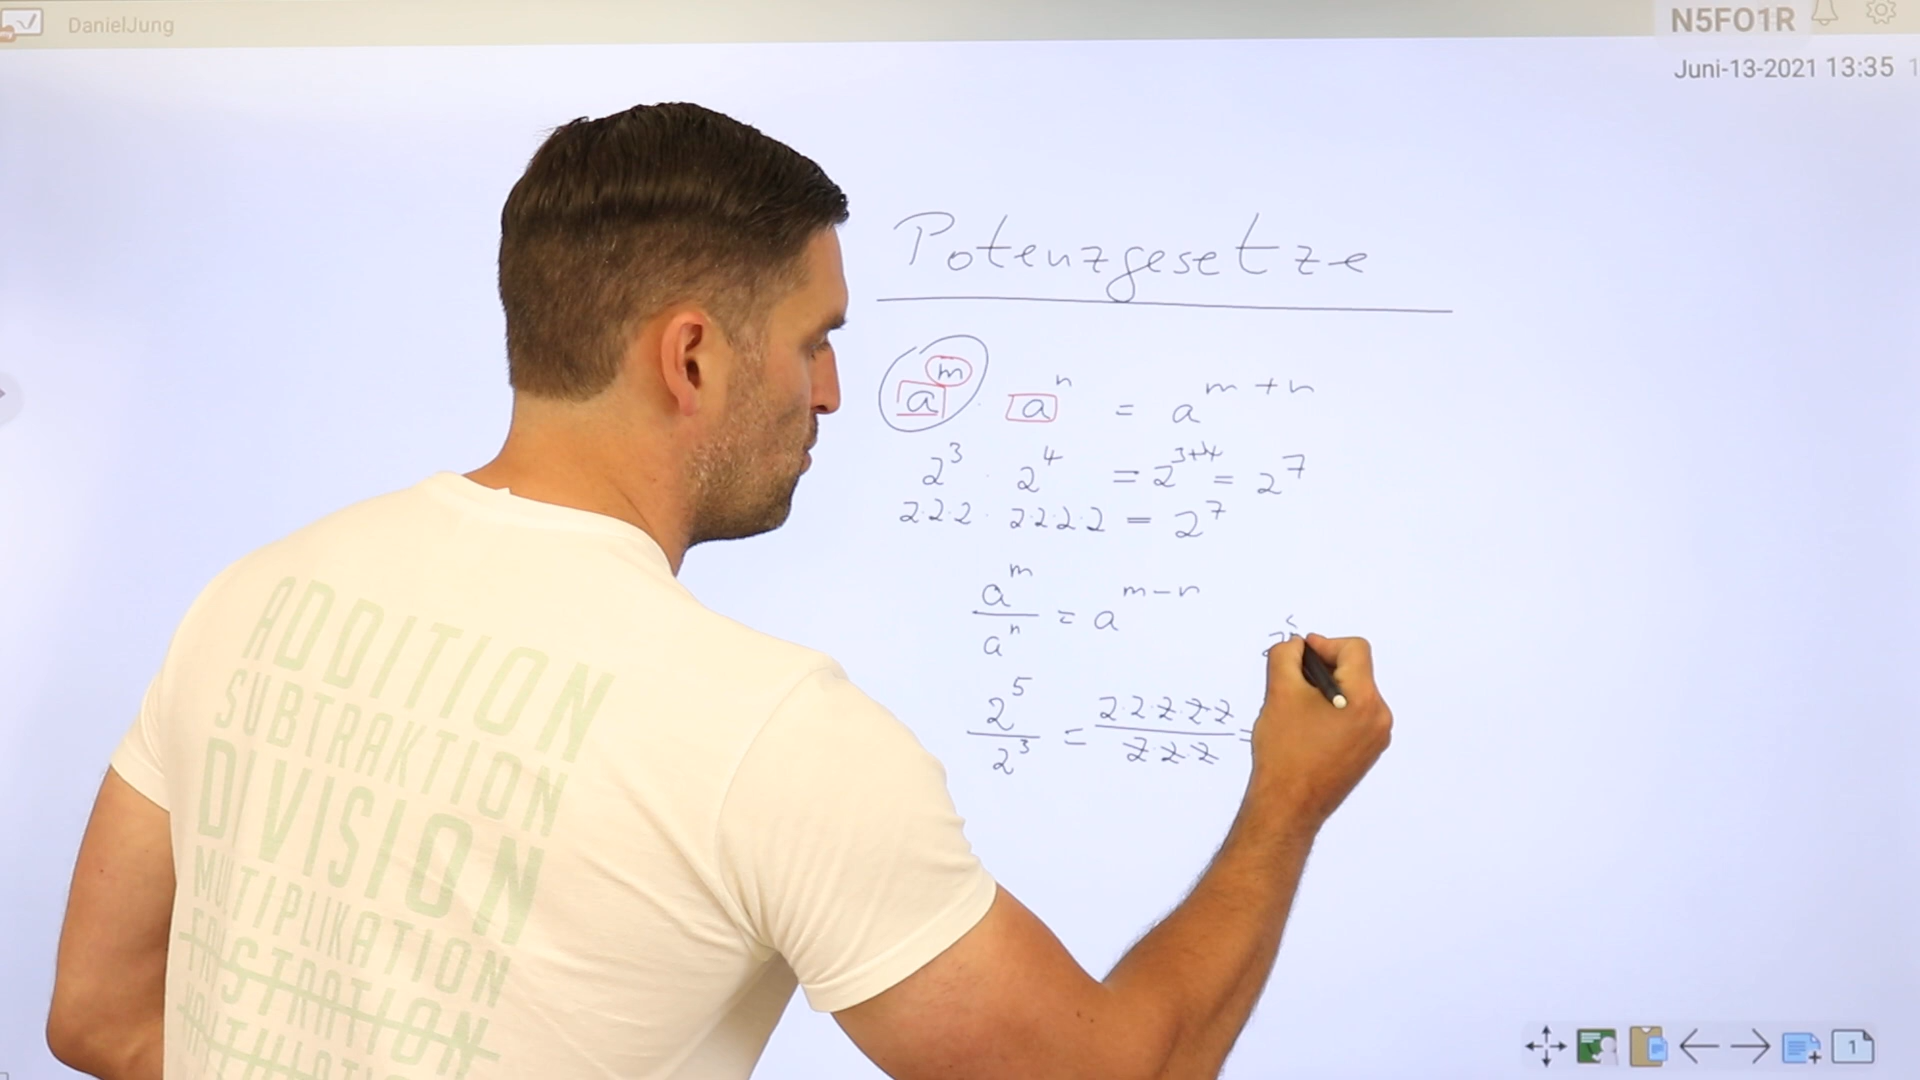 DanielJung
N5FO1R
Juni-13-2021 13:35
Potenzgesetze
a^m · a^n = a^(m+n)
2^3 · 2^4 = 2^(3+4) = 2^7
2·2·2 · 2·2·2·2 = 2^7
a^m / a^n = a^(m-n)
2^5 / 2^3 = 2·2·2·2·2 / 2·2·2 =
ADDITION
SUBTRAKTION
DIVISION
MULTIPLIKATION
FRUSTRATION
1